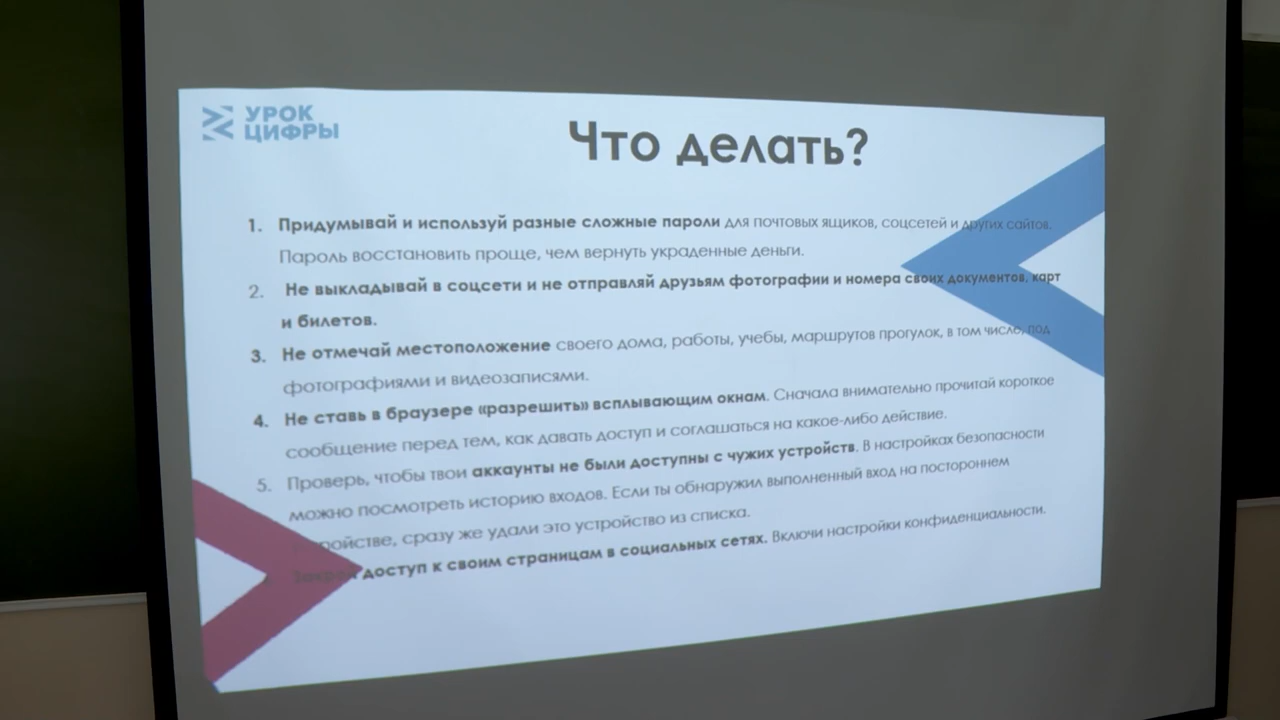 УРОК
ЦИФРЫ
Что делать?
1. Придумывай и используй разные сложные пароли для почтовых ящиков, соцсетей и других сайтов.
Пароль восстановить проще, чем вернуть украденные деньги.
2. Не выкладывай в соцсети и не отправляй друзьям фотографии и номера своих документов, карт
и билетов.
3. Не отмечай местоположение своего дома, работы, учебы, маршрутов прогулок, в том числе, под
фотографиями и видеозаписями.
4. Не ставь в браузере «разрешить» всплывающим окнам. Сначала внимательно прочитай короткое
сообщение перед тем, как давать доступ и соглашаться на какое-либо действие.
5. Проверь, чтобы твои аккаунты не были доступны с чужих устройств. В настройках безопасности
можно посмотреть историю входов. Если ты обнаружил выполненный вход на постороннем
устройстве, сразу же удали это устройство из списка.
Закрой доступ к своим страницам в социальных сетях. Включи настройки конфиденциальности.